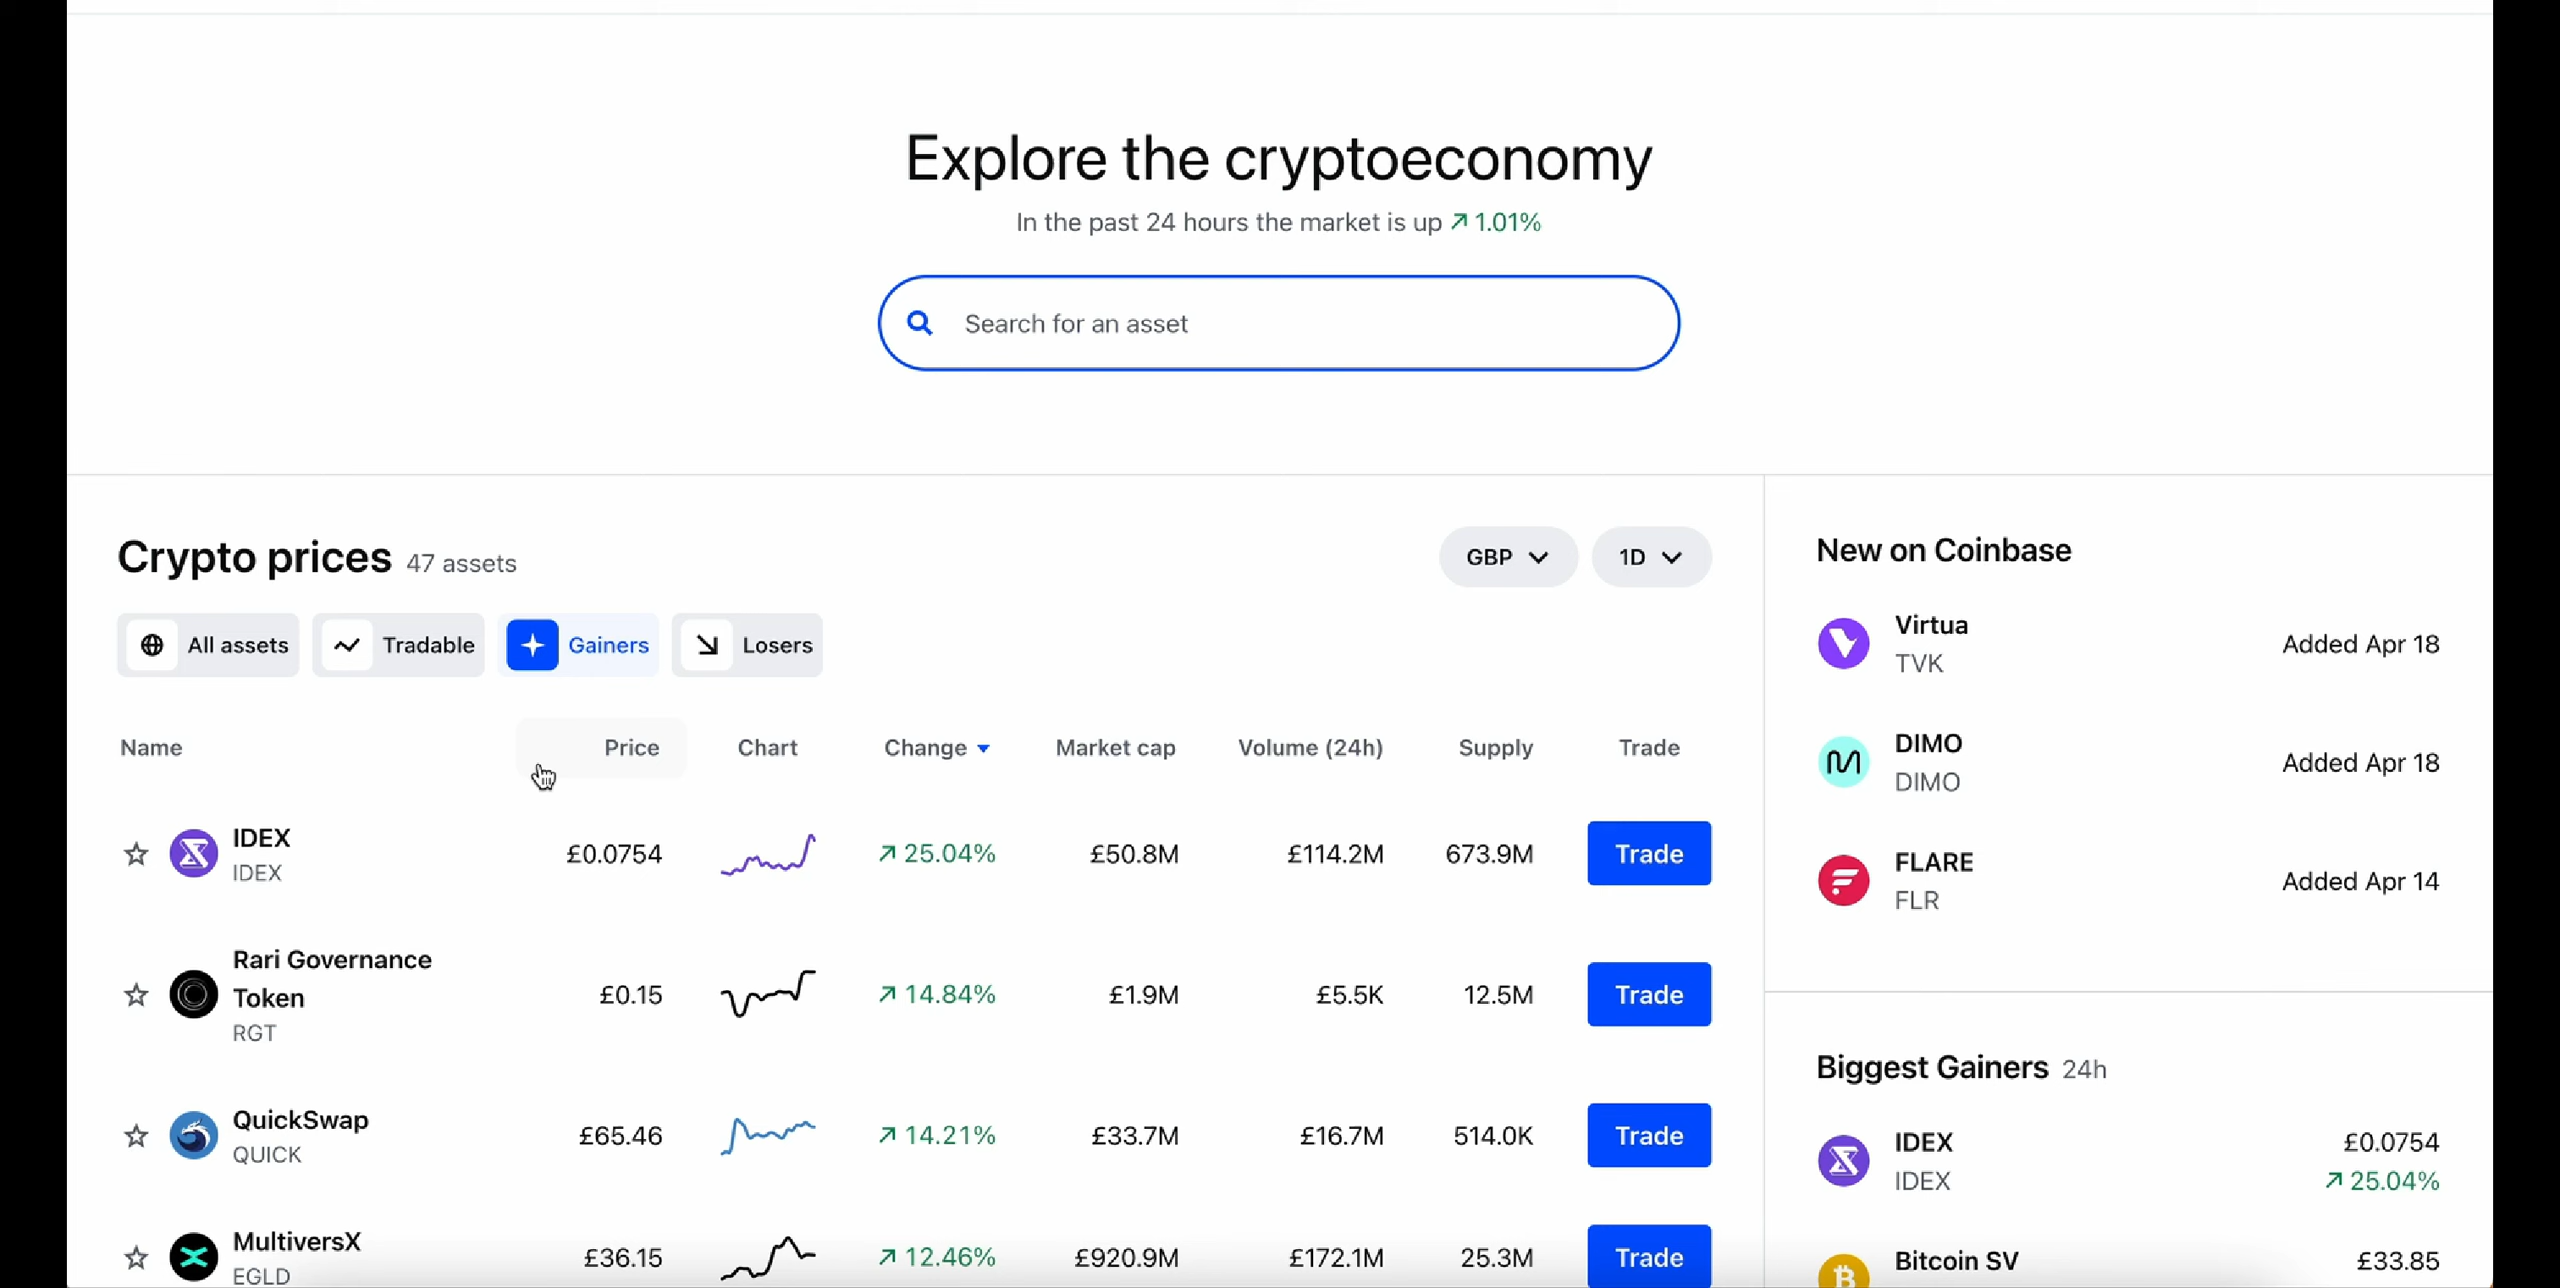 Explore the cryptoeconomy
In the past 24 hours the market is up ↗ 1.01%
Search for an asset
Crypto prices 47 assets
GBP 1D
All assets Tradable Gainers Losers
Name Price Chart Change Market cap Volume (24h) Supply Trade
IDEX
IDEX
£0.0754 ↗ 25.04% £50.8M £114.2M 673.9M Trade
Rari Governance
Token
RGT
£0.15 ↗ 14.84% £1.9M £5.5K 12.5M Trade
QuickSwap
QUICK
£65.46 ↗ 14.21% £33.7M £16.7M 514.0K Trade
MultiversX
EGLD
£36.15 ↗ 12.46% £920.9M £172.1M 25.3M Trade
New on Coinbase
Virtua
TVK
Added Apr 18
DIMO
DIMO
Added Apr 18
FLARE
FLR
Added Apr 14
Biggest Gainers 24h
IDEX
IDEX
£0.0754
↗ 25.04%
Bitcoin SV
£33.85